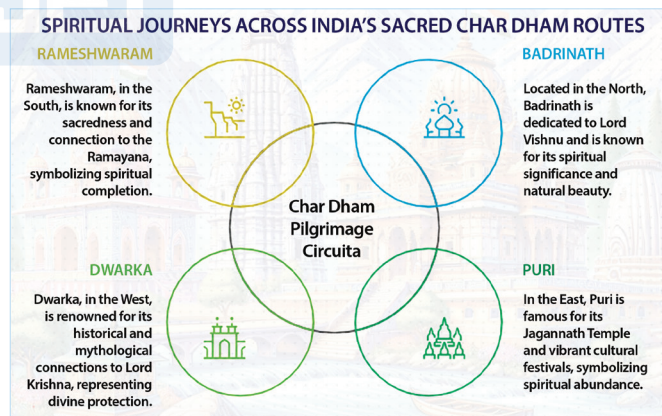 SPIRITUAL JOURNEYS ACROSS INDIA'S SACRED CHAR DHAM ROUTES
RAMESHWARAM
Rameshwaram, in the
South, is known for its
sacredness and
connection to the
Ramayana,
symbolizing spiritual
completion.
BADRINATH
Located in the North,
Badrinath is
dedicated to Lord
Vishnu and is known
for its spiritual
significance and
natural beauty.
Char Dham
Pilgrimage
Circuita
DWARKA
Dwarka, in the West,
is renowned for its
historical and
mythological
connections to Lord
Krishna, representing
divine protection.
PURI
In the East, Puri is
famous for its
Jagannath Temple
and vibrant cultural
festivals, symbolizing
spiritual abundance.